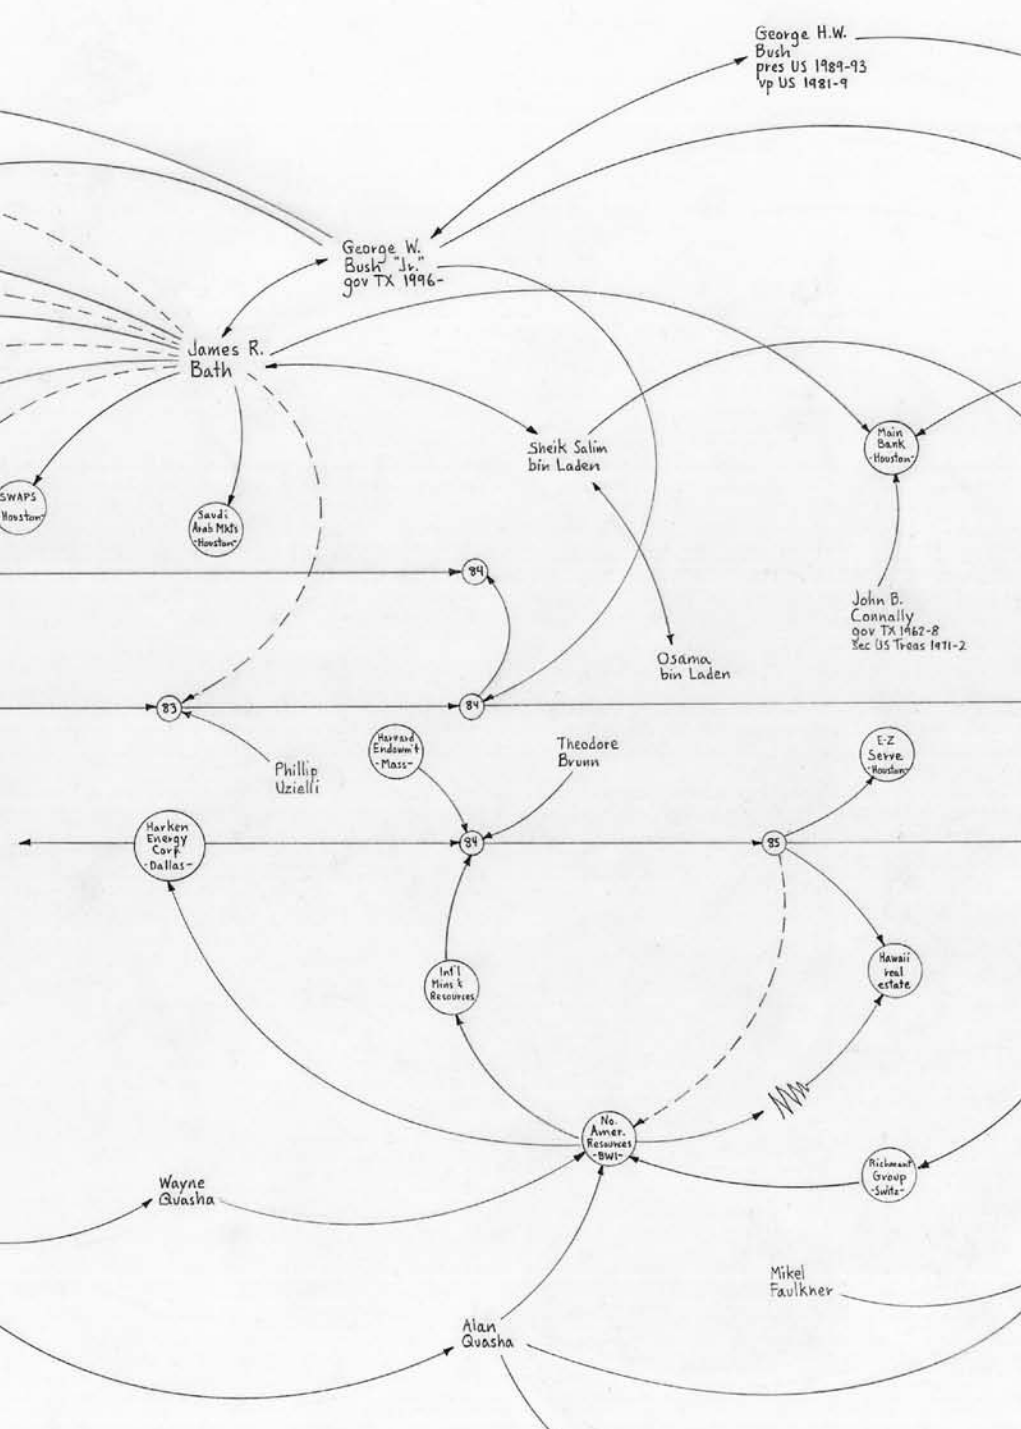 George H.W.
Bush
pres US 1989-93
vp US 1981-9
George W.
Bush "Jr."
gov TX 1996-
James R.
Bath
Sheik Salim
bin Laden
Main
Bank
-Houston-
SWAPS
Houston-
Saudi
Arab Mkts
-Houston-
84
John B.
Connally
gov TX 1962-8
Sec US Treas 1971-2
Osama
bin Laden
83
84
Phillip
Uzielli
Harvard
Endowm't
-Mass-
Theodore
Brunn
E-Z
Serve
-Houston-
Harken
Energy
Corp
-Dallas-
84
85
Int'l
Mins &
Resources
Hawaii
real
estate
No.
Amer.
Resources
-BWI-
Richmont
Group
-Switz-
Wayne
Quasha
Mikel
Faulkner
Alan
Quasha